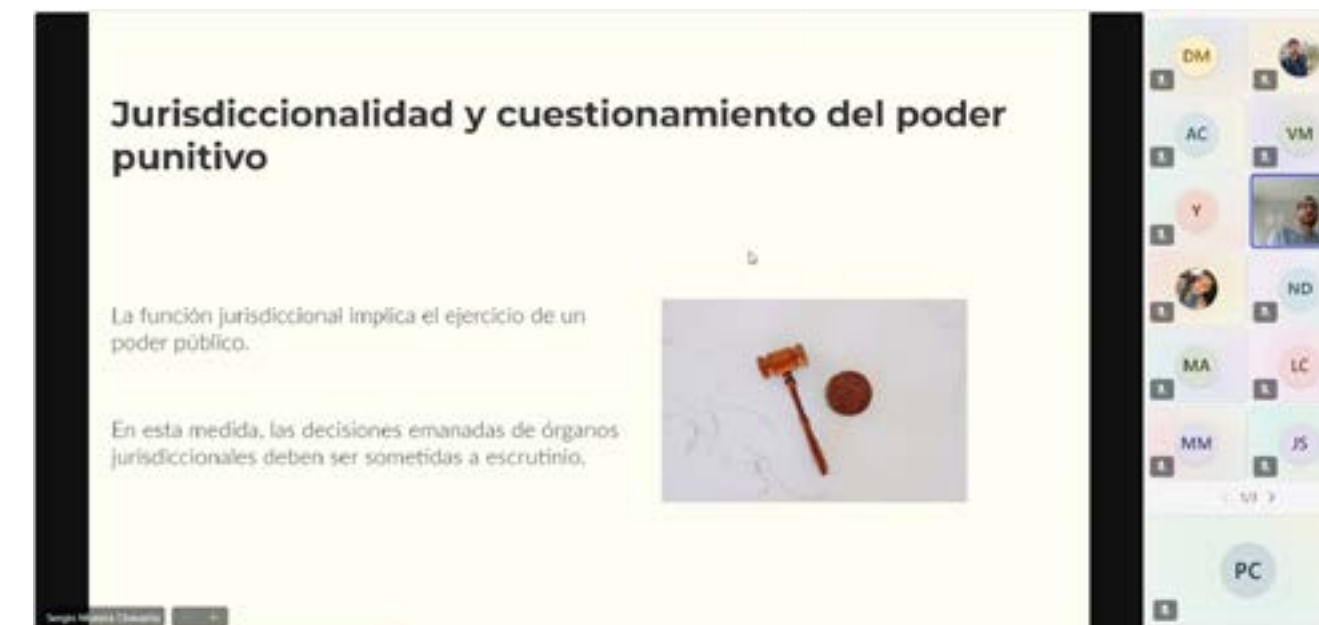 Jurisdiccionalidad y cuestionamiento del poder
punitivo
La función jurisdiccional implica el ejercicio de un
poder público.
En esta medida, las decisiones emanadas de órganos
jurisdiccionales deben ser sometidas a escrutinio.
Sergio
DM
AC
VM
Y
ND
MA
LC
MM
JS
PC